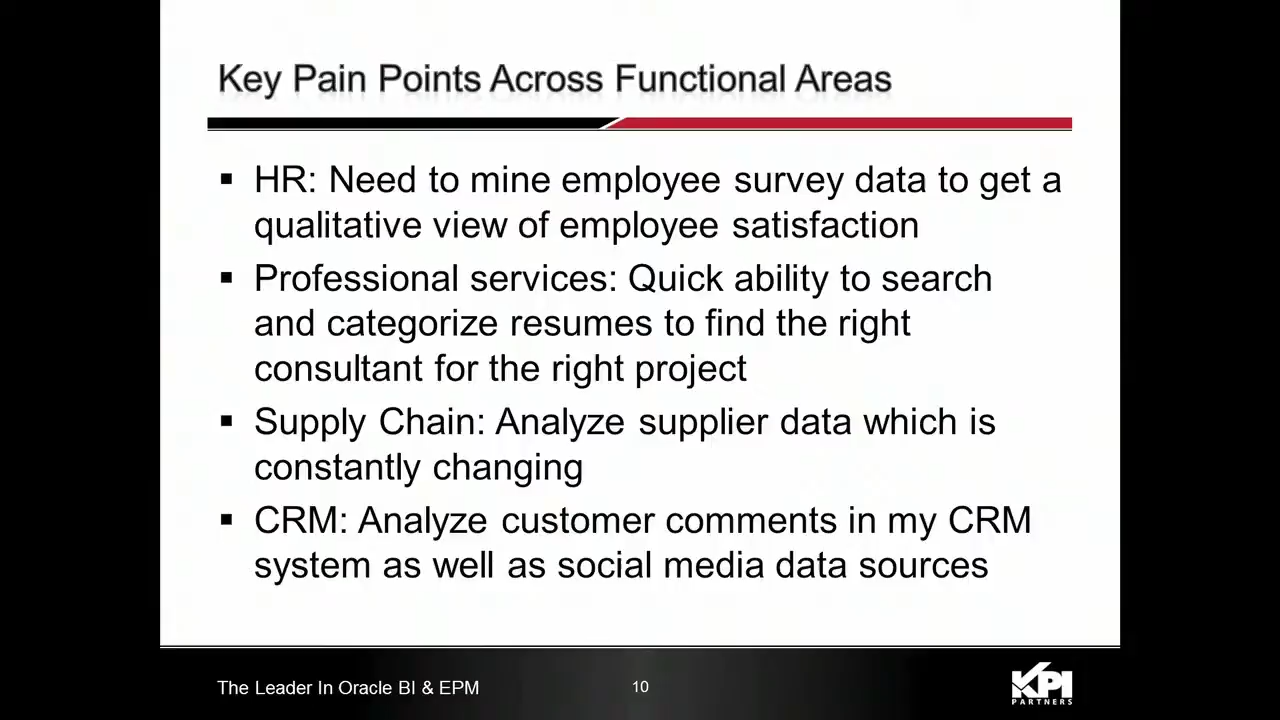 Key Pain Points Across Functional Areas
▪ HR: Need to mine employee survey data to get a
qualitative view of employee satisfaction
▪ Professional services: Quick ability to search
and categorize resumes to find the right
consultant for the right project
▪ Supply Chain: Analyze supplier data which is
constantly changing
▪ CRM: Analyze customer comments in my CRM
system as well as social media data sources
The Leader In Oracle BI & EPM
10
KPI
PARTNERS